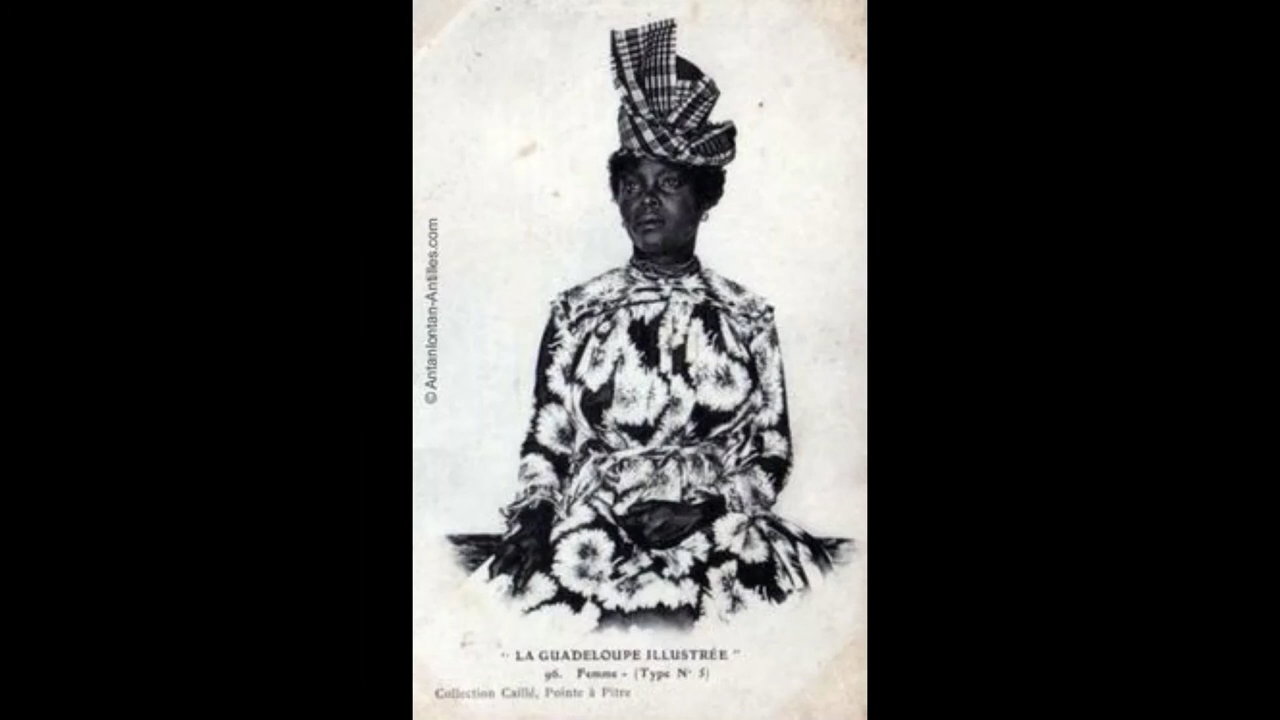 © Antanlontan-Antilles.com
" LA GUADELOUPE ILLUSTRÉE "
96. Femme - (Type N° 5)
Collection Caillé, Pointe à Pitre